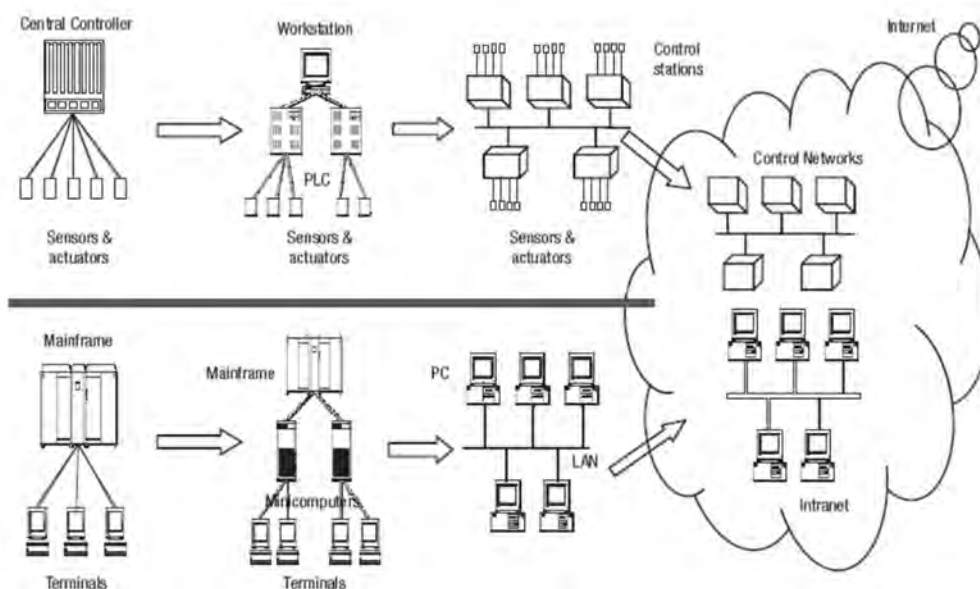 Central Controller
Workstation
Control
stations
Internet
PLC
Sensors &
actuators
Sensors &
actuators
Sensors &
actuators
Control Networks
Mainframe
Mainframe
PC
LAN
Minicomputers
Terminals
Terminals
Intranet